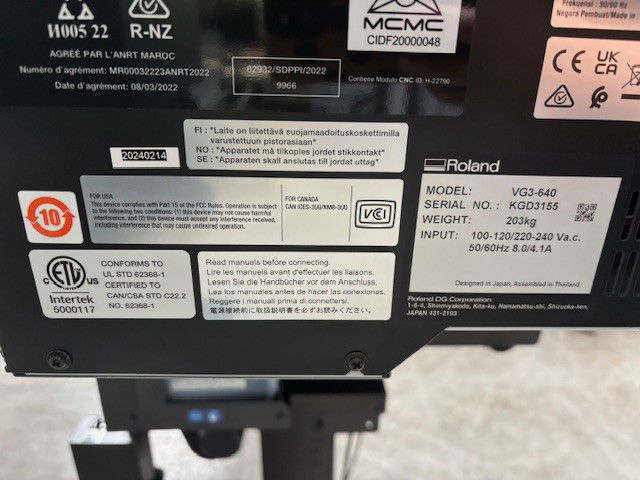 И005 22
R-NZ
MCMC
CIDF20000048
50/60 Hz
Negara Pembuat/Made in
AGRÉÉ PAR L'ANRT MAROC
Numéro d'agrément: MR00032223ANRT2022
Date d'agrément: 08/03/2022
82932/SDPPI/2022
9966
Contiene Módulo CNC ID: H-22790
CE
UK
CA
20240214
FI : "Laite on liitettävä suojamaadoituskoskettimilla
varustettuun pistorasiaan"
NO : "Apparatet må tilkoples jordet stikkontakt"
SE : "Apparaten skall anslutas till jordat uttag"
10
FOR USA
This device complies with Part 15 of the FCC Rules. Operation is subject
to the following two conditions: (1) this device may not cause harmful
interference, and (2) this device must accept any interference received,
including interference that may cause undesired operation.
FOR CANADA
CAN ICES-3(A)/NMB-3(A)
VCI
Roland
MODEL: VG3-640
SERIAL NO. : KGD3155
WEIGHT: 203kg
INPUT: 100-120/220-240 Va.c.
50/60Hz 8.0/4.1A
Designed in Japan, Assembled in Thailand
Roland DG Corporation
1-6-4, Shinmiyakoda, Kita-ku, Hamamatsu-shi, Shizuoka-ken,
JAPAN 431-2103
ETL
C US
Intertek
5000117
CONFORMS TO
UL STD 62368-1
CERTIFIED TO
CAN/CSA STD C22.2
NO. 62368-1
Read manuals before connecting.
Lire les manuels avant d'effectuer les liaisons.
Lesen Sie die Handbücher vor dem Anschluss.
Lea los manuales antes de hacer las conexiones.
Reggere i manuali prima di connettersi.
電源接続前に取扱説明書を必ずお読みください。